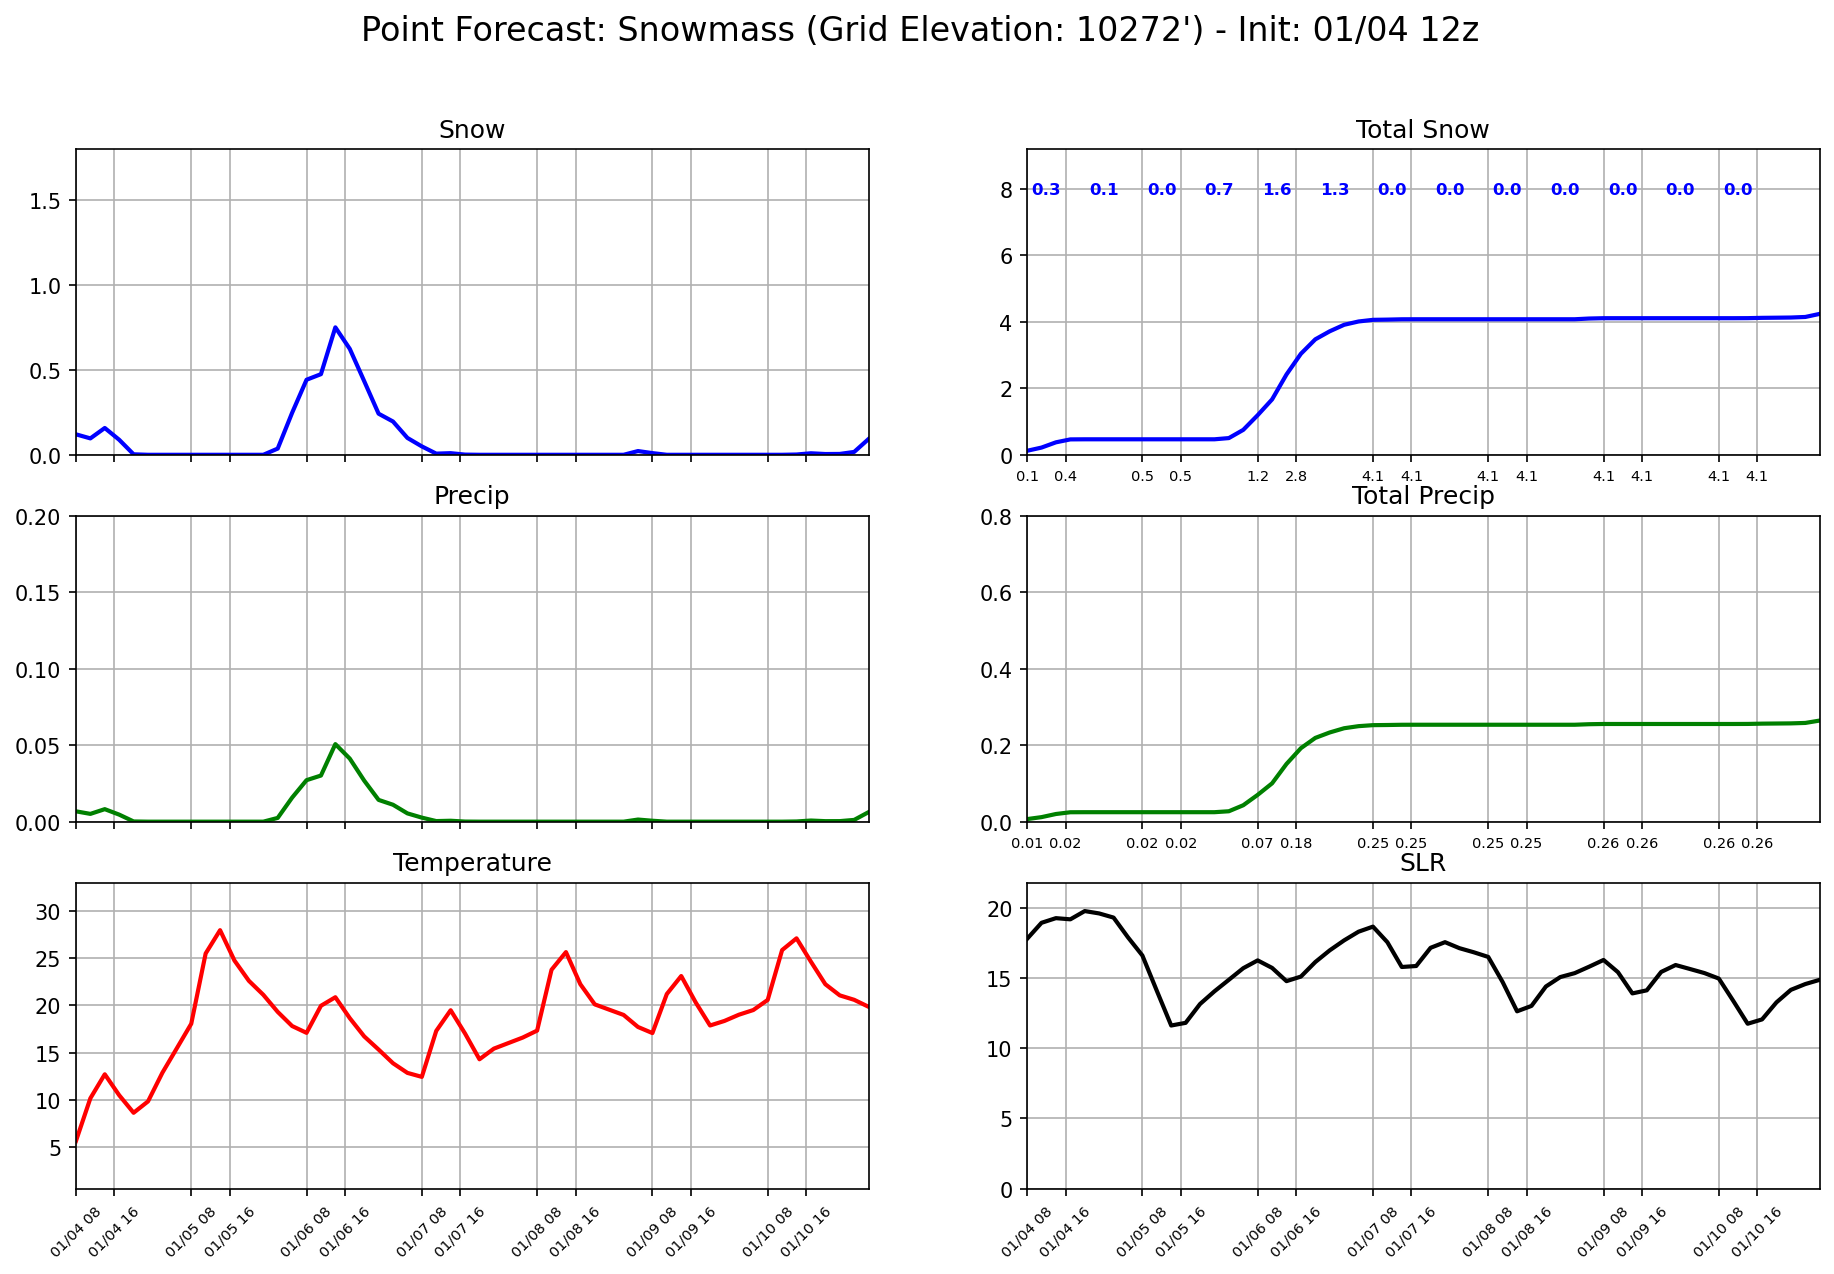 Point Forecast: Snowmass (Grid Elevation: 10272') - Init: 01/04 12z
Snow
1.5
1.0
0.5
0.0
Total Snow
8
6
4
2
0
0.3 0.1 0.0 0.7 1.6 1.3 0.0 0.0 0.0 0.0 0.0 0.0 0.0
0.1 0.4 0.5 0.5 1.2 2.8 4.1 4.1 4.1 4.1 4.1 4.1 4.1 4.1
Precip
0.20
0.15
0.10
0.05
0.00
Total Precip
0.8
0.6
0.4
0.2
0.0
0.01 0.02 0.02 0.02 0.07 0.18 0.25 0.25 0.25 0.25 0.26 0.26 0.26 0.26
Temperature
30
25
20
15
10
5
01/04 08 01/04 16 01/05 08 01/05 16 01/06 08 01/06 16 01/07 08 01/07 16 01/08 08 01/08 16 01/09 08 01/09 16 01/10 08 01/10 16
SLR
20
15
10
5
0
01/04 08 01/04 16 01/05 08 01/05 16 01/06 08 01/06 16 01/07 08 01/07 16 01/08 08 01/08 16 01/09 08 01/09 16 01/10 08 01/10 16